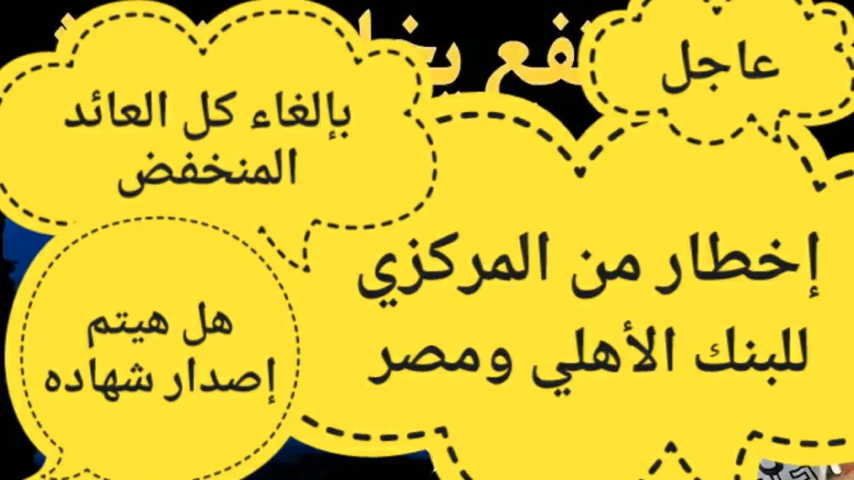 عاجل
إخطار من المركزي
للبنك الأهلي ومصر
بإلغاء كل العائد
المنخفض
هل هيتم
إصدار شهاده